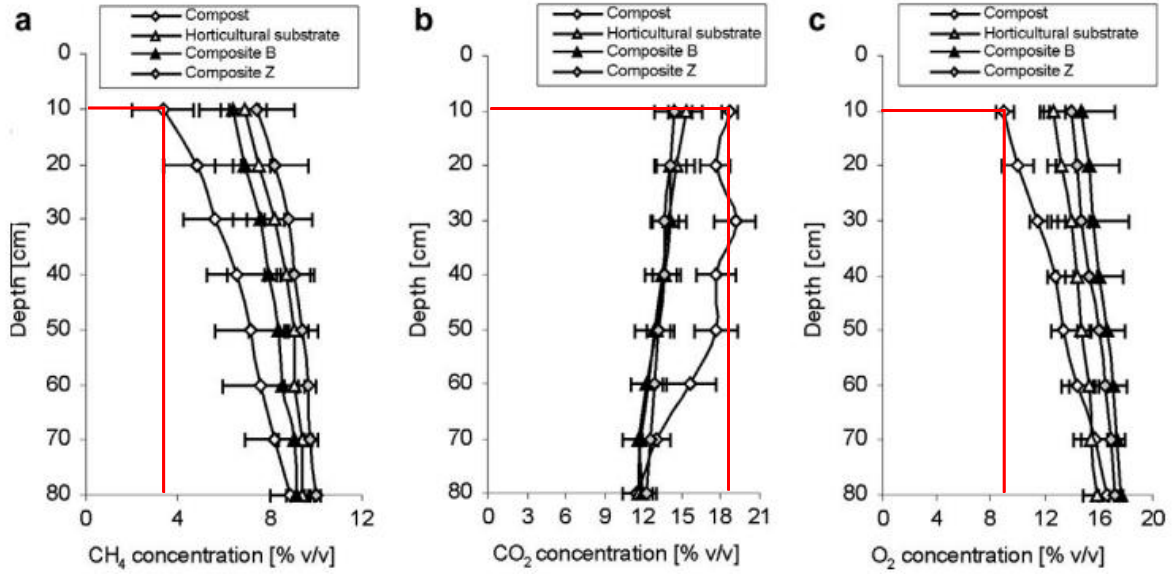 a
Compost
Horticultural substrate
Composite B
Composite Z
0
10
20
30
40
50
60
70
80
Depth [cm]
0 4 8 12
CH4 concentration [% v/v]
b
Compost
Horticultural substrate
Composite B
Composite Z
0
10
20
30
40
50
60
70
80
Depth [cm]
0 3 6 9 12 15 18 21
CO2 concentration [% v/v]
c
Compost
Horticultural substrate
Composite B
Composite Z
0
10
20
30
40
50
60
70
80
Depth [cm]
0 4 8 12 16 20
O2 concentration [% v/v]